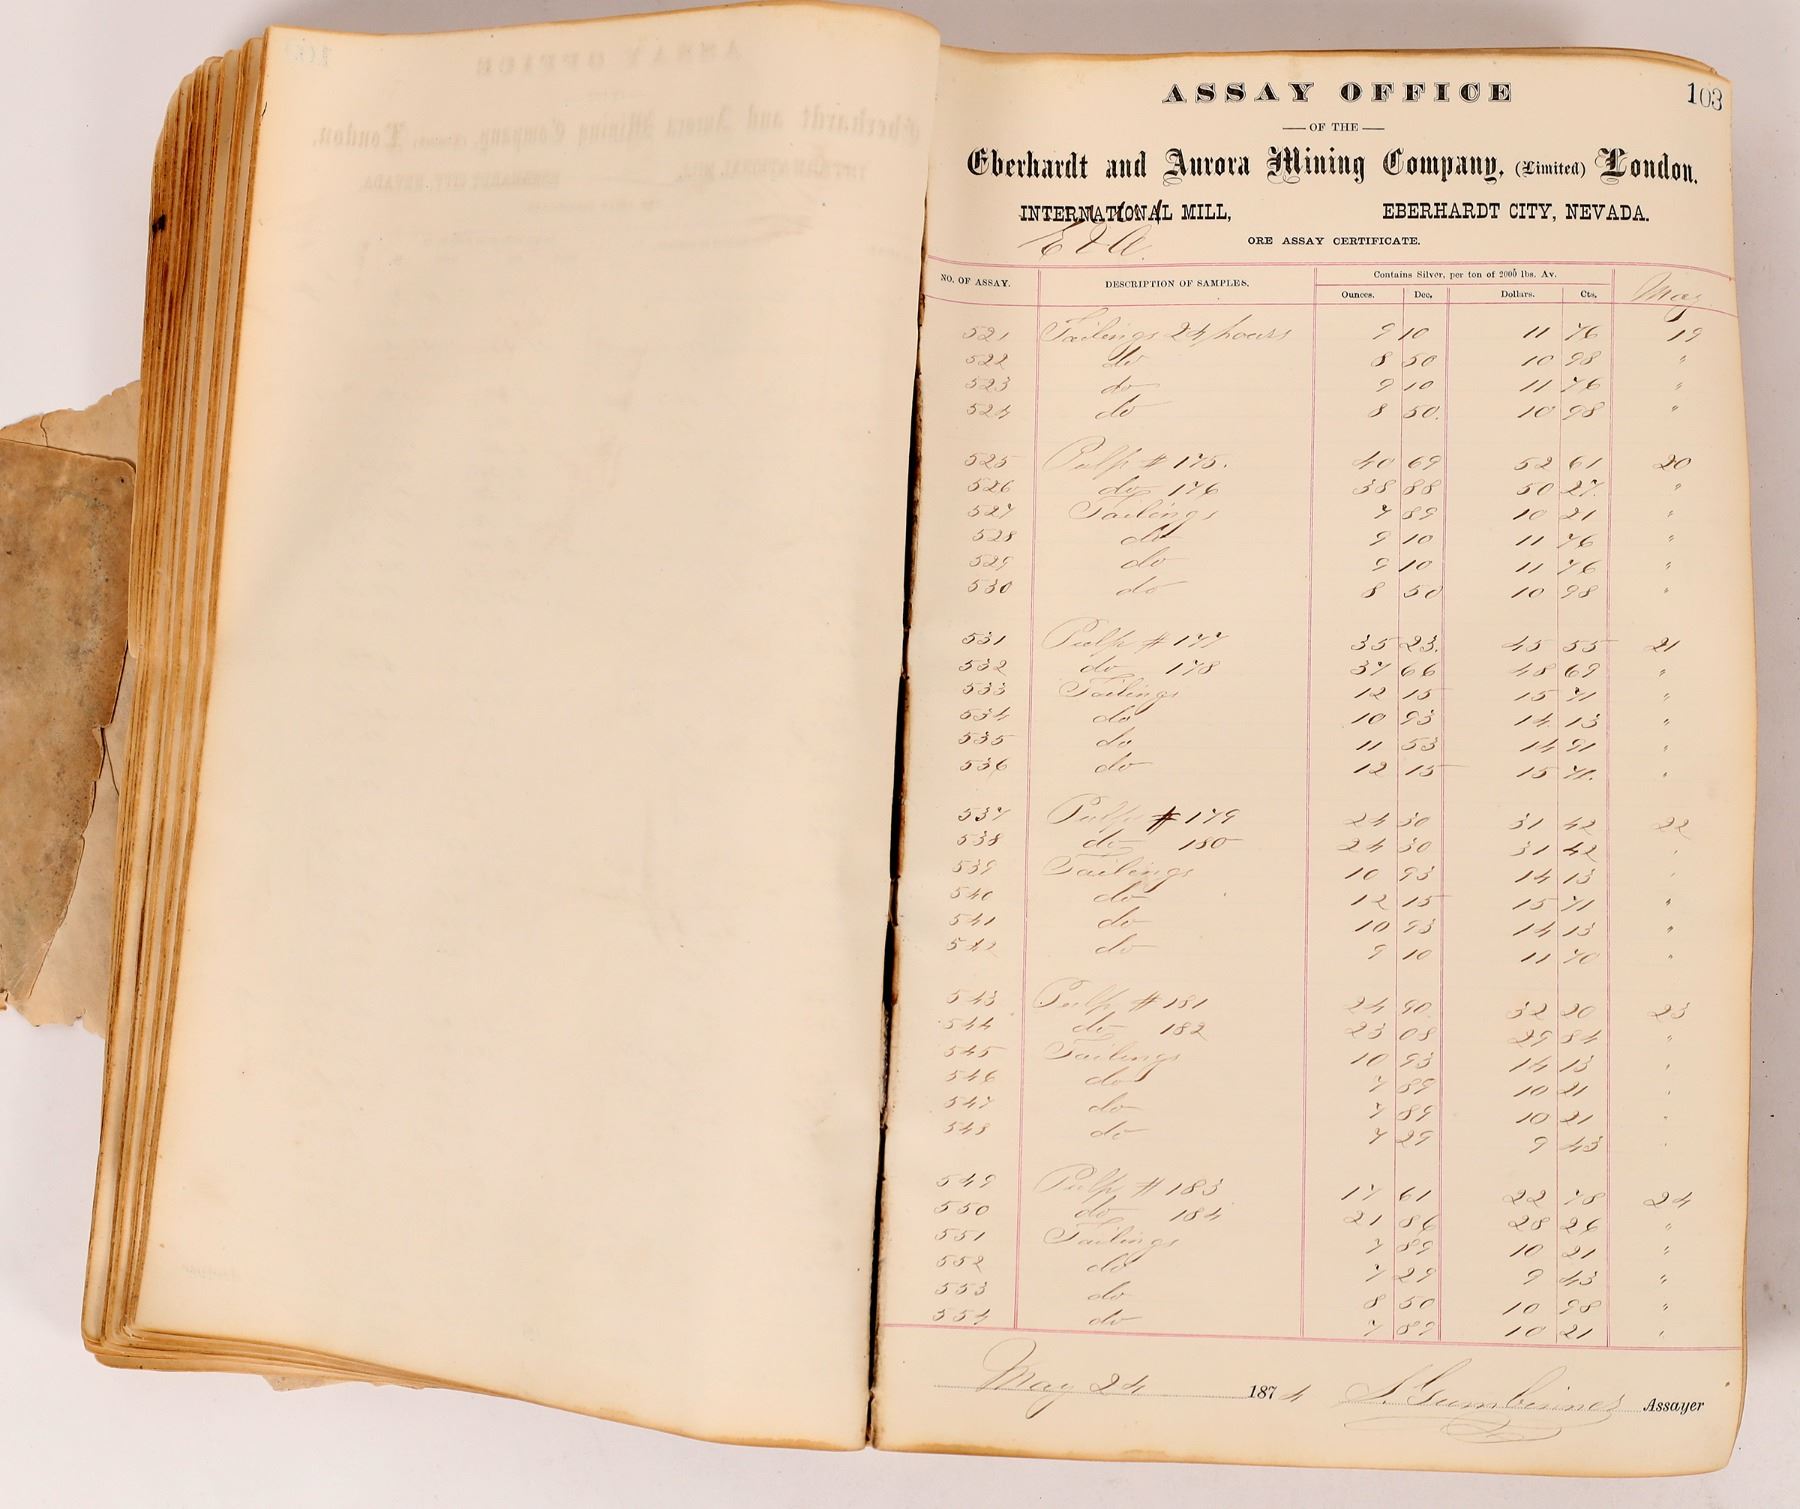 ASSAY OFFICE
103
OF THE
Eberhardt and Aurora Mining Company, (Limited) London.
INTERNATIONAL MILL, EBERHARDT CITY, NEVADA.
E & A.
ORE ASSAY CERTIFICATE.
NO. OF ASSAY. DESCRIPTION OF SAMPLES. Contains Silver, per ton of 2000 lbs. Av. May
Ounces. Dec. Dollars. Cts.
521 Tailings 24 hours 9 10 11 76 19
522 do 8 50 10 98 "
523 do 9 10 11 76 "
524 do 8 50. 10 98 "
525 Pulp # 175. 40 69 52 61 20
526 do 176 38 88 50 27. "
527 Tailings 7 89 10 21 "
528 do 9 10 11 76 "
529 do 9 10 11 76 "
530 do 8 50 10 98 "
531 Pulp # 177 35 23. 45 55 21
532 do 178 37 66 48 69 "
533 Tailings 12 15 15 71 "
534 do 10 93 14 13 "
535 do 11 53 14 91 "
536 do 12 15 15 71. "
537 Pulp # 179 24 30 31 42 22
538 do 180 24 30 31 42 "
539 Tailings 10 93 14 13 "
540 do 12 15 15 71 "
541 do 10 93 14 13 "
542 do 9 10 11 70 "
543 Pulp # 181 24 90. 32 20 23
544 do 182 23 08 29 84 "
545 Tailings 10 93 14 13 "
546 do 7 89 10 21 "
547 do 7 89 10 21 "
548 do 7 29 9 43 "
549 Pulp # 183 17 61 22 78 24
550 do 184 21 86 28 26 "
551 Tailings 7 89 10 21 "
552 do 7 29 9 43 "
553 do 8 50 10 98 "
554 do 7 89 10 21 "
May 24 1874 S. Gumbinner Assayer